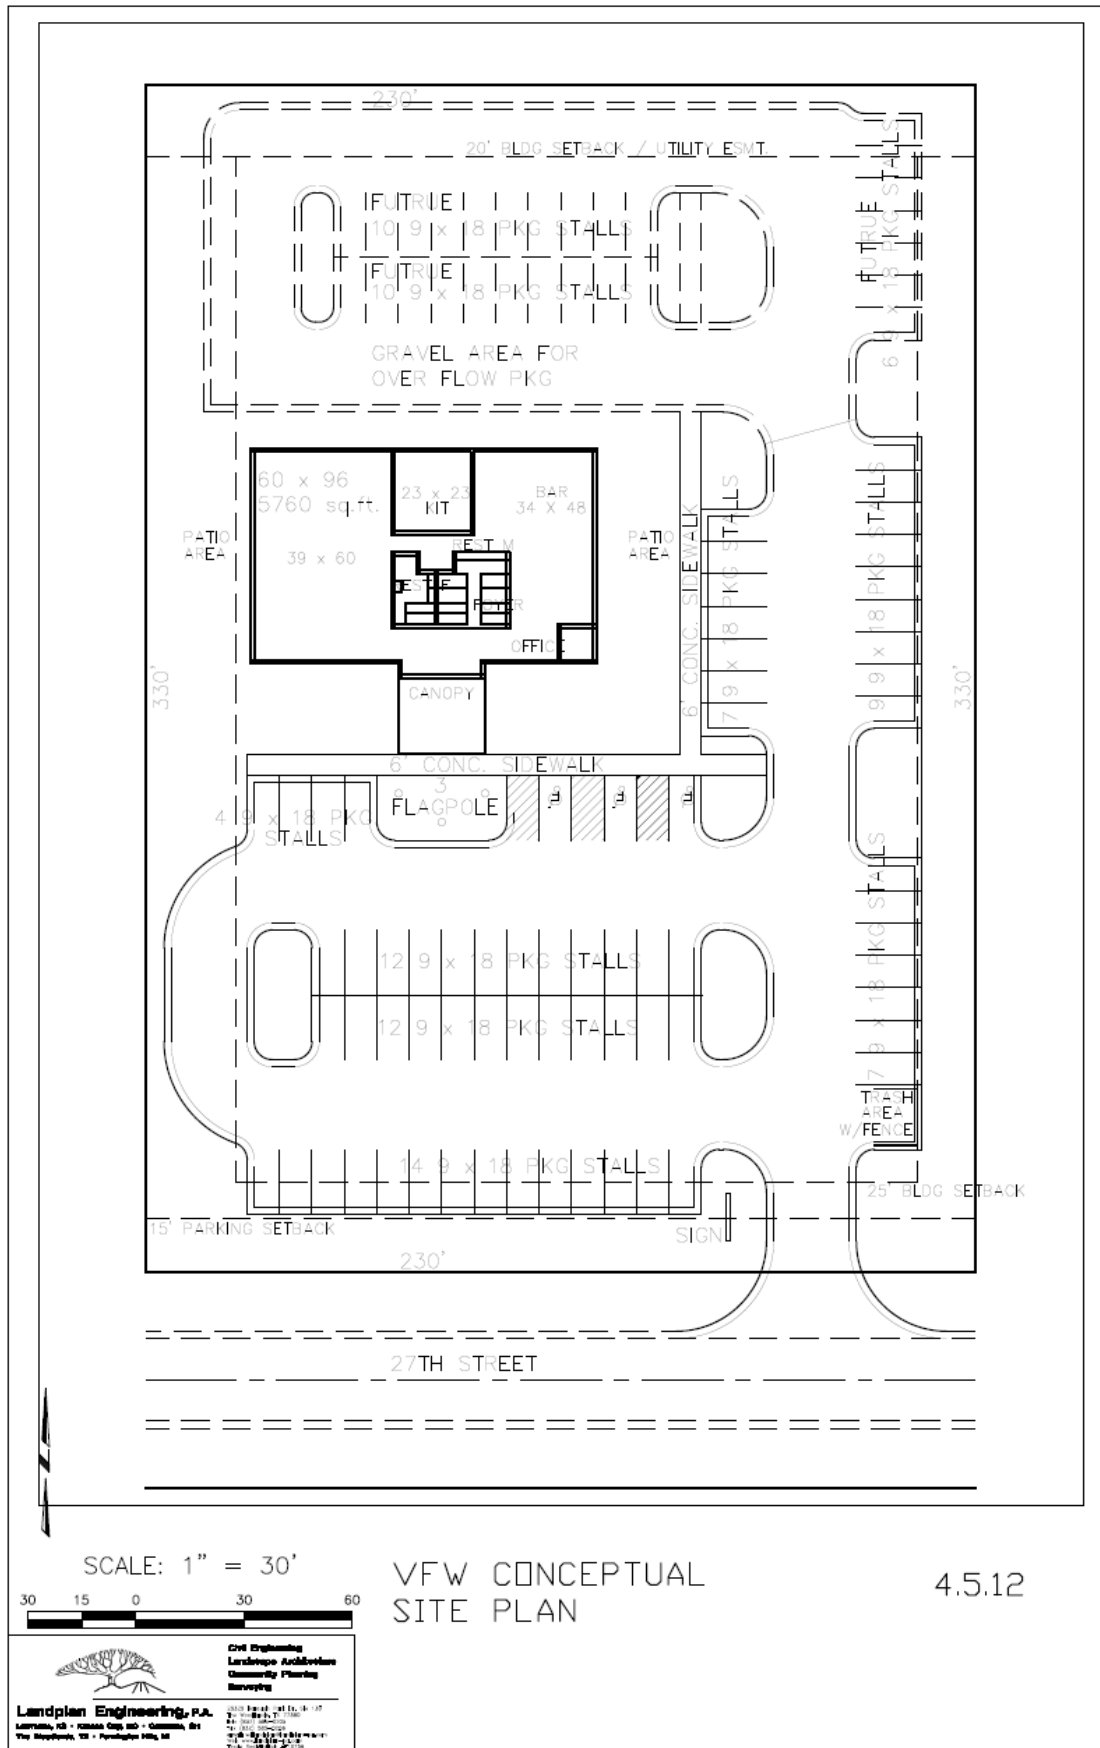 230'
20' BLDG SETBACK / UTILITY ESMT.
FUTRUE
10 9 x 18 PKG STALLS
FUTRUE
10 9 x 18 PKG STALLS
FUTRUE
6 9 x 18 PKG STALLS
GRAVEL AREA FOR
OVER FLOW PKG
60 x 96
5760 sq.ft.
23 x 23
KIT
BAR
34 X 48
PATIO
AREA
39 x 60
REST M
REST F
FOYER
OFFICE
PATIO
AREA
6' CONC. SIDEWALK
7 9 x 18 PKG STALLS
9 9 x 18 PKG STALLS
330'
330'
CANOPY
6' CONC. SIDEWALK
3
FLAGPOLE
4 9 x 18 PKG
STALLS
12 9 x 18 PKG STALLS
12 9 x 18 PKG STALLS
7 9 x 18 PKG STALLS
TRASH
AREA
W/FENCE
14 9 x 18 PKG STALLS
25' BLDG SETBACK
15' PARKING SETBACK
SIGN
230'
27TH STREET
SCALE: 1" = 30'
30 15 0 30 60
VFW CONCEPTUAL
SITE PLAN
4.5.12
Civil Engineering
Landscape Architecture
Community Planning
Surveying
Landplan Engineering, P.A.